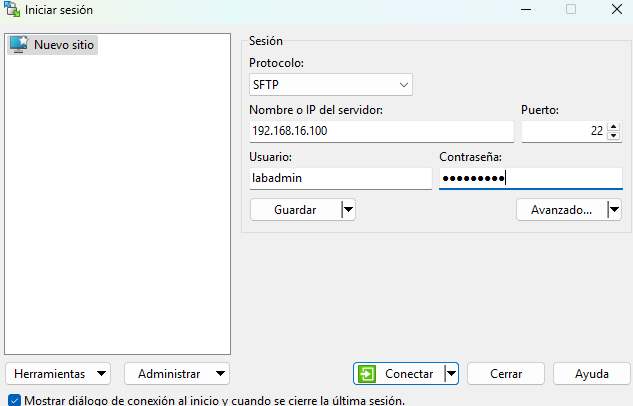 Iniciar sesión
Nuevo sitio
Sesión
Protocolo:
SFTP
Nombre o IP del servidor:
Puerto:
192.168.16.100
22
Usuario:
Contraseña:
labadmin
●●●●●●●●●
Guardar
Avanzado...
Herramientas
Administrar
Conectar
Cerrar
Ayuda
Mostrar diálogo de conexión al inicio y cuando se cierre la última sesión.